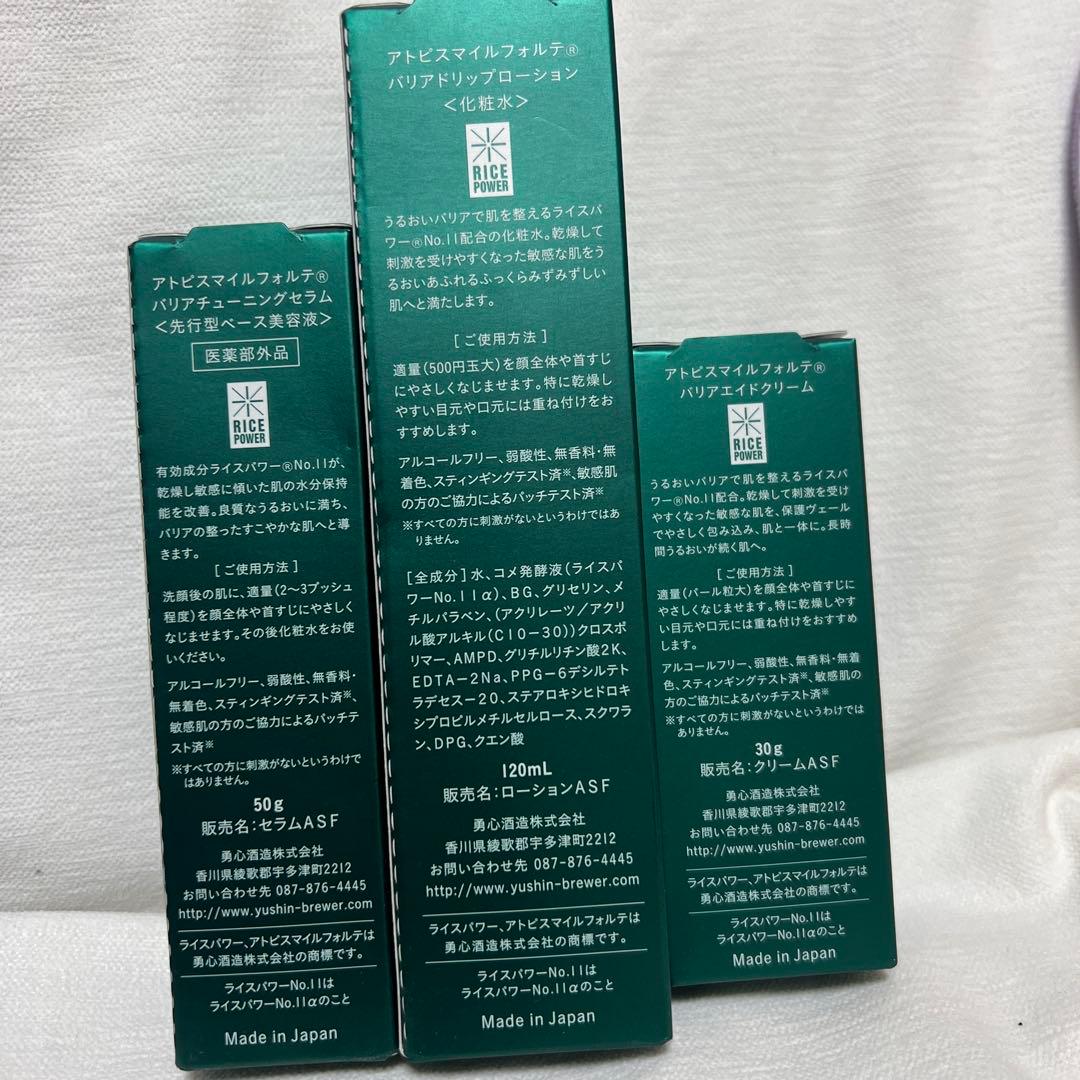 アトピスマイルフォルテ®
バリアチューニングセラム
<先行型ベース美容液>
医薬部外品
RICE
POWER
有効成分ライスパワー®No.11が、
乾燥し敏感に傾いた肌の水分保持
能を改善。良質なうるおいに満ち、
バリアの整ったすこやかな肌へと導
きます。
[ご使用方法]
洗顔後の肌に、適量(2〜3プッシュ
程度)を顔全体や首すじにやさしく
なじませます。その後化粧水をお使
いください。
アルコールフリー、弱酸性、無香料・
無着色、スティンギングテスト済※、
敏感肌の方のご協力によるパッチテ
スト済※
※すべての方に刺激がないというわけで
はありません。
50g
販売名:セラムASF
勇心酒造株式会社
香川県綾歌郡宇多津町2212
お問い合わせ先 087-876-4445
http://www.yushin-brewer.com
ライスパワー、アトピスマイルフォルテは
勇心酒造株式会社の商標です。
ライスパワーNo.11は
ライスパワーNo.11αのこと
Made in Japan
アトピスマイルフォルテ®
バリアドリップローション
<化粧水>
RICE
POWER
うるおいバリアで肌を整えるライスパ
ワー®No.11配合の化粧水。乾燥して
刺激を受けやすくなった敏感な肌をう
るおいあふれるふっくらみずみずしい
肌へと満たします。
[ご使用方法]
適量(500円玉大)を顔全体や首すじ
にやさしくなじませます。特に乾燥し
やすい目元や口元には重ね付けをお
すすめします。
アルコールフリー、弱酸性、無香料・無
着色、スティンギングテスト済※、敏感肌
の方のご協力によるパッチテスト済※
※すべての方に刺激がないというわけではあ
りません。
[全成分]水、コメ発酵液(ライスパ
ワーNo.11α)、BG、グリセリン、メ
チルパラベン、(アクリレーツ/アクリ
ル酸アルキル(C10-30))クロスポ
リマー、AMPD、グリチルリチン酸2K、
EDTA-2Na、PPG-6デシルテト
ラデセス-20、ステアロキシヒドロキ
シプロピルメチルセルロース、スクワラ
ン、DPG、クエン酸
120mL
販売名:ローションASF
勇心酒造株式会社
香川県綾歌郡宇多津町2212
お問い合わせ先 087-876-4445
http://www.yushin-brewer.com
ライスパワー、アトピスマイルフォルテは
勇心酒造株式会社の商標です。
ライスパワーNo.11は
ライスパワーNo.11αのこと
Made in Japan
アトピスマイルフォルテ®
バリアエイドクリーム
RICE
POWER
うるおいバリアで肌を整えるライスパ
ワー®No.11配合。乾燥して刺激を受け
やすくなった敏感な肌を、保護ヴェール
でやさしく包み込み、肌と一体に。長時
間うるおいが続く肌へ。
[ご使用方法]
適量(パール粒大)を顔全体や首すじに
やさしくなじませます。特に乾燥しやす
い目元や口元には重ね付けをおすすめ
します。
アルコールフリー、弱酸性、無香料・無着
色、スティンギングテスト済※、敏感肌の
方のご協力によるパッチテスト済※
※すべての方に刺激がないというわけでは
ありません。
30g
販売名:クリームASF
勇心酒造株式会社
香川県綾歌郡宇多津町2212
お問い合わせ先 087-876-4445
http://www.yushin-brewer.com
ライスパワー、アトピスマイルフォルテは
勇心酒造株式会社の商標です。
ライスパワーNo.11は
ライスパワーNo.11αのこと
Made in Japan